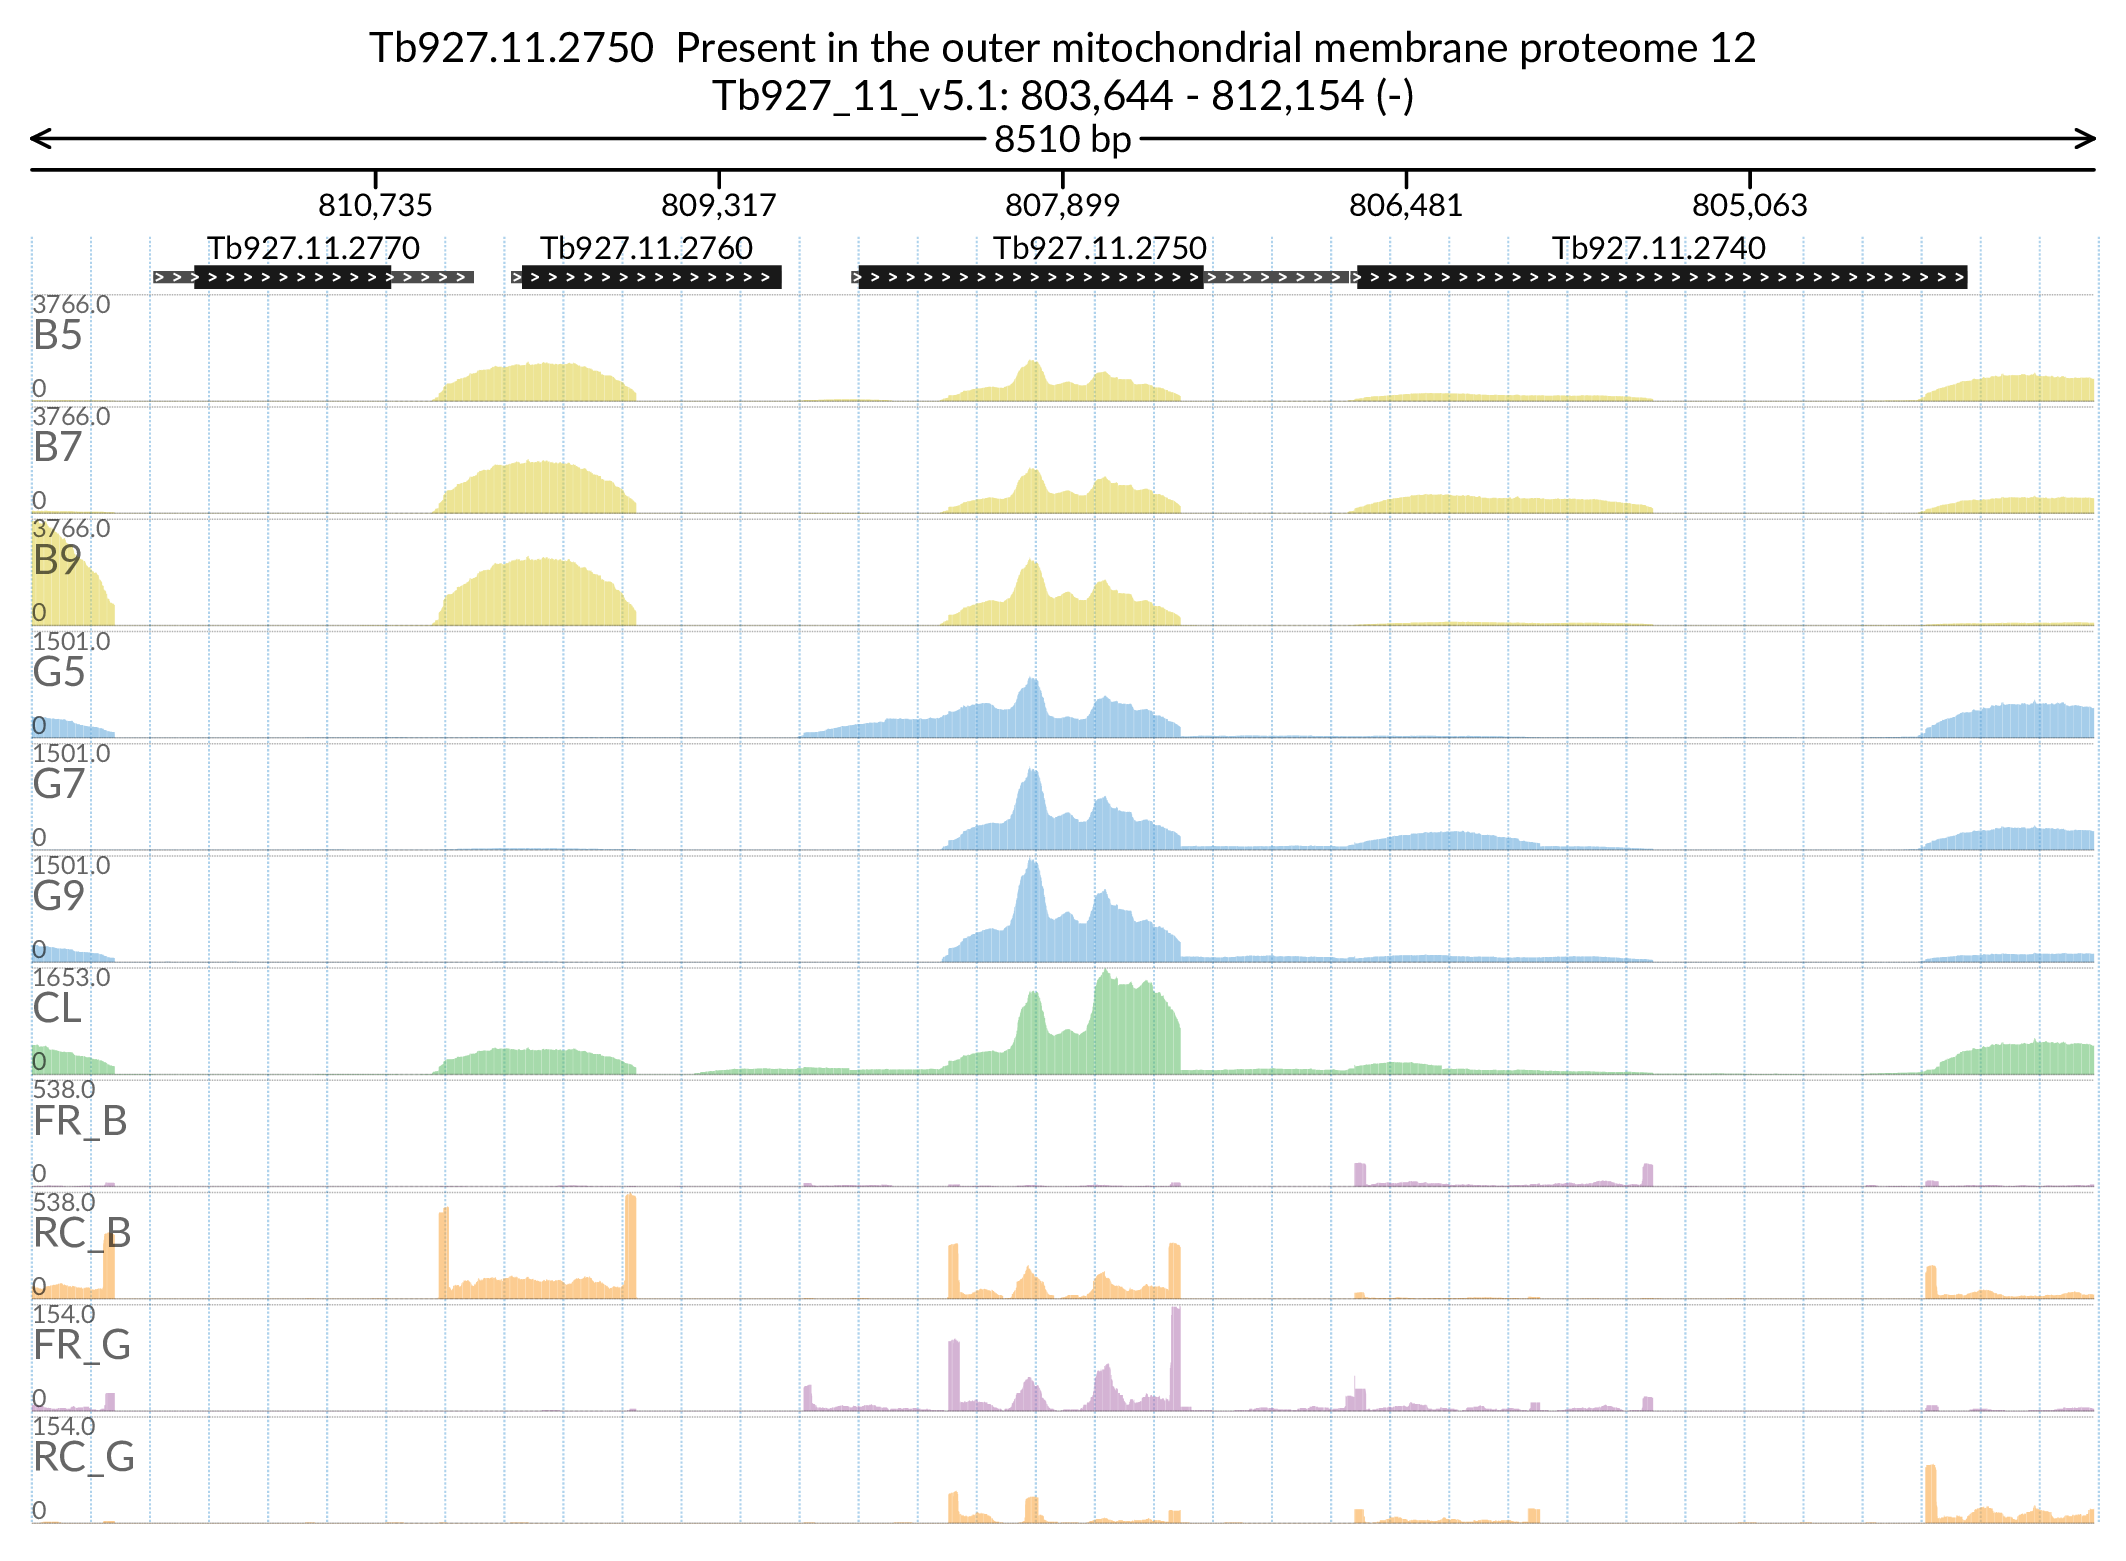 Tb927.11.2750  Present in the outer mitochondrial membrane proteome 12
Tb927_11_v5.1: 803,644 - 812,154 (-)
8510 bp
810,735 809,317 807,899 806,481 805,063
Tb927.11.2770 Tb927.11.2760 Tb927.11.2750 Tb927.11.2740
3766.0
B5
0
3766.0
B7
0
3766.0
B9
0
1501.0
G5
0
1501.0
G7
0
1501.0
G9
0
1653.0
CL
0
538.0
FR_B
0
538.0
RC_B
0
154.0
FR_G
0
154.0
RC_G
0